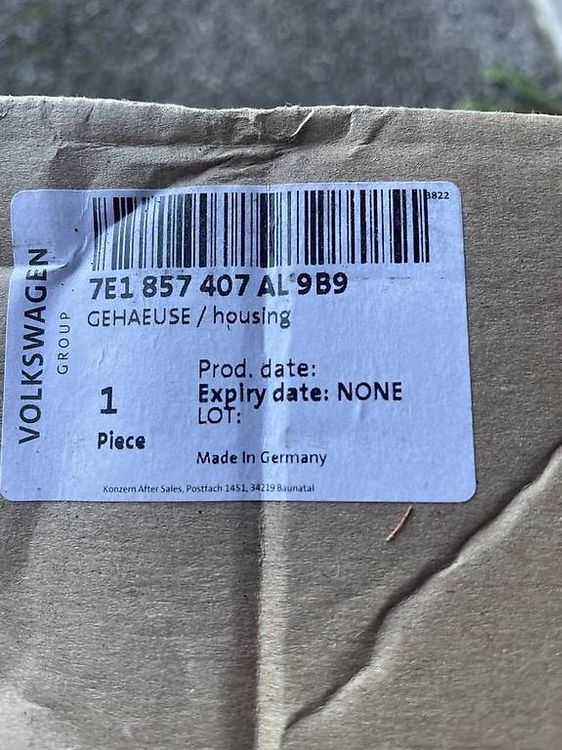 3822
7E1 857 407 AL 9B9
GEHAEUSE / housing
VOLKSWAGEN
GROUP
1
Piece
Prod. date:
Expiry date: NONE
LOT:
Made In Germany
Konzern After Sales, Postfach 1451, 34219 Baunatal